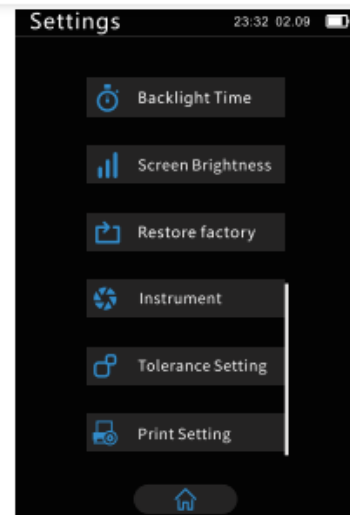 Settings 23:32 02.09
Backlight Time
Screen Brightness
Restore factory
Instrument
Tolerance Setting
Print Setting